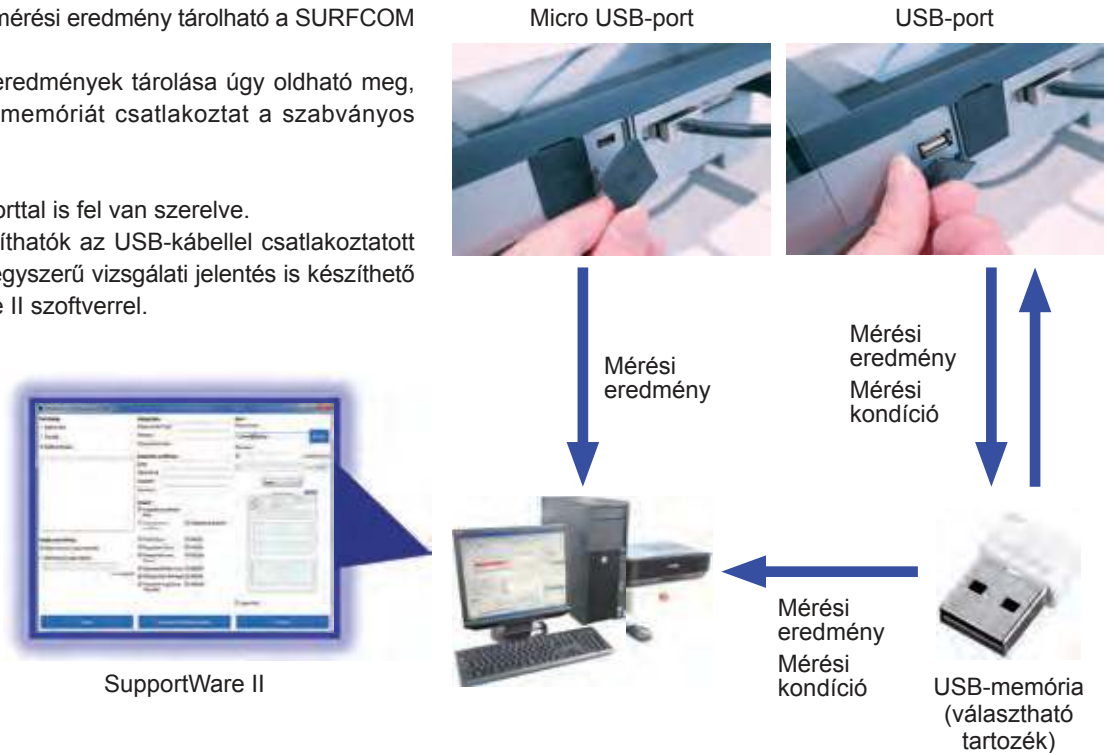 mérési eredmény tárolható a SURFCOM
eredmények tárolása úgy oldható meg,
memóriát csatlakoztat a szabványos
orttal is fel van szerelve.
íthatók az USB-kábellel csatlakoztatott
egyszerű vizsgálati jelentés is készíthető
e II szoftverrel.
Micro USB-port
USB-port
Mérési
eredmény
Mérési
eredmény
Mérési
kondíció
SupportWare II
Mérési
eredmény
Mérési
kondíció
USB-memória
(választható
tartozék)